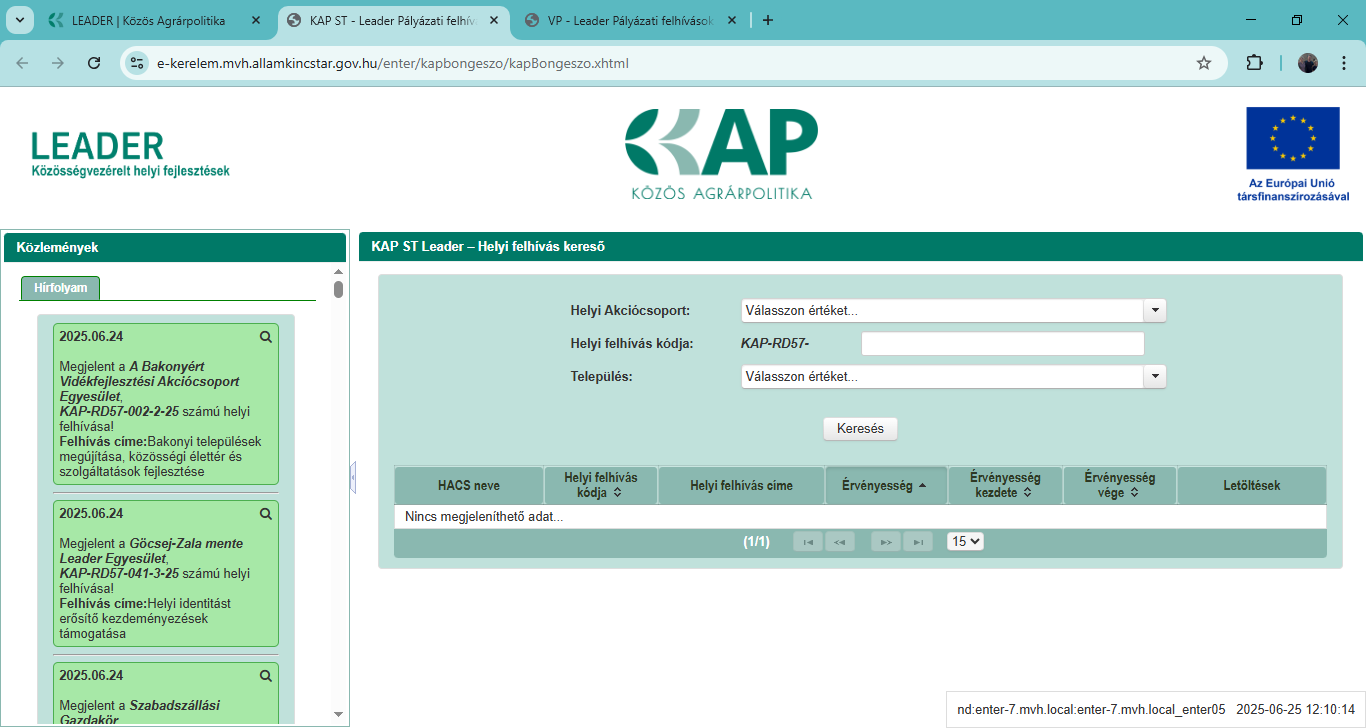 LEADER | Közös Agrárpolitika
KAP ST - Leader Pályázati felhív
VP - Leader Pályázati felhívások
e-kerelem.mvh.allamkincstar.gov.hu/enter/kapbongeszo/kapBongeszo.xhtml
LEADER
Közösségvezérelt helyi fejlesztések
KAP
KÖZÖS AGRÁRPOLITIKA
Az Európai Unió
társfinanszírozásával
Közlemények
Hírfolyam
2025.06.24
Megjelent a A Bakonyért
Vidékfejlesztési Akciócsoport
Egyesület,
KAP-RD57-002-2-25 számú helyi
felhívása!
Felhívás címe:Bakonyi települések
megújítása, közösségi élettér és
szolgáltatások fejlesztése
2025.06.24
Megjelent a Göcsej-Zala mente
Leader Egyesület,
KAP-RD57-041-3-25 számú helyi
felhívása!
Felhívás címe:Helyi identitást
erősítő kezdeményezések
támogatása
2025.06.24
Megjelent a Szabadszállási
Gazdakör
KAP ST Leader – Helyi felhívás kereső
Helyi Akciócsoport: Válasszon értéket...
Helyi felhívás kódja: KAP-RD57-
Település: Válasszon értéket...
Keresés
HACS neve
Helyi felhívás
kódja
Helyi felhívás címe
Érvényesség
Érvényesség
kezdete
Érvényesség
vége
Letöltések
Nincs megjeleníthető adat...
(1/1) 15
nd:enter-7.mvh.local:enter-7.mvh.local_enter05 2025-06-25 12:10:14